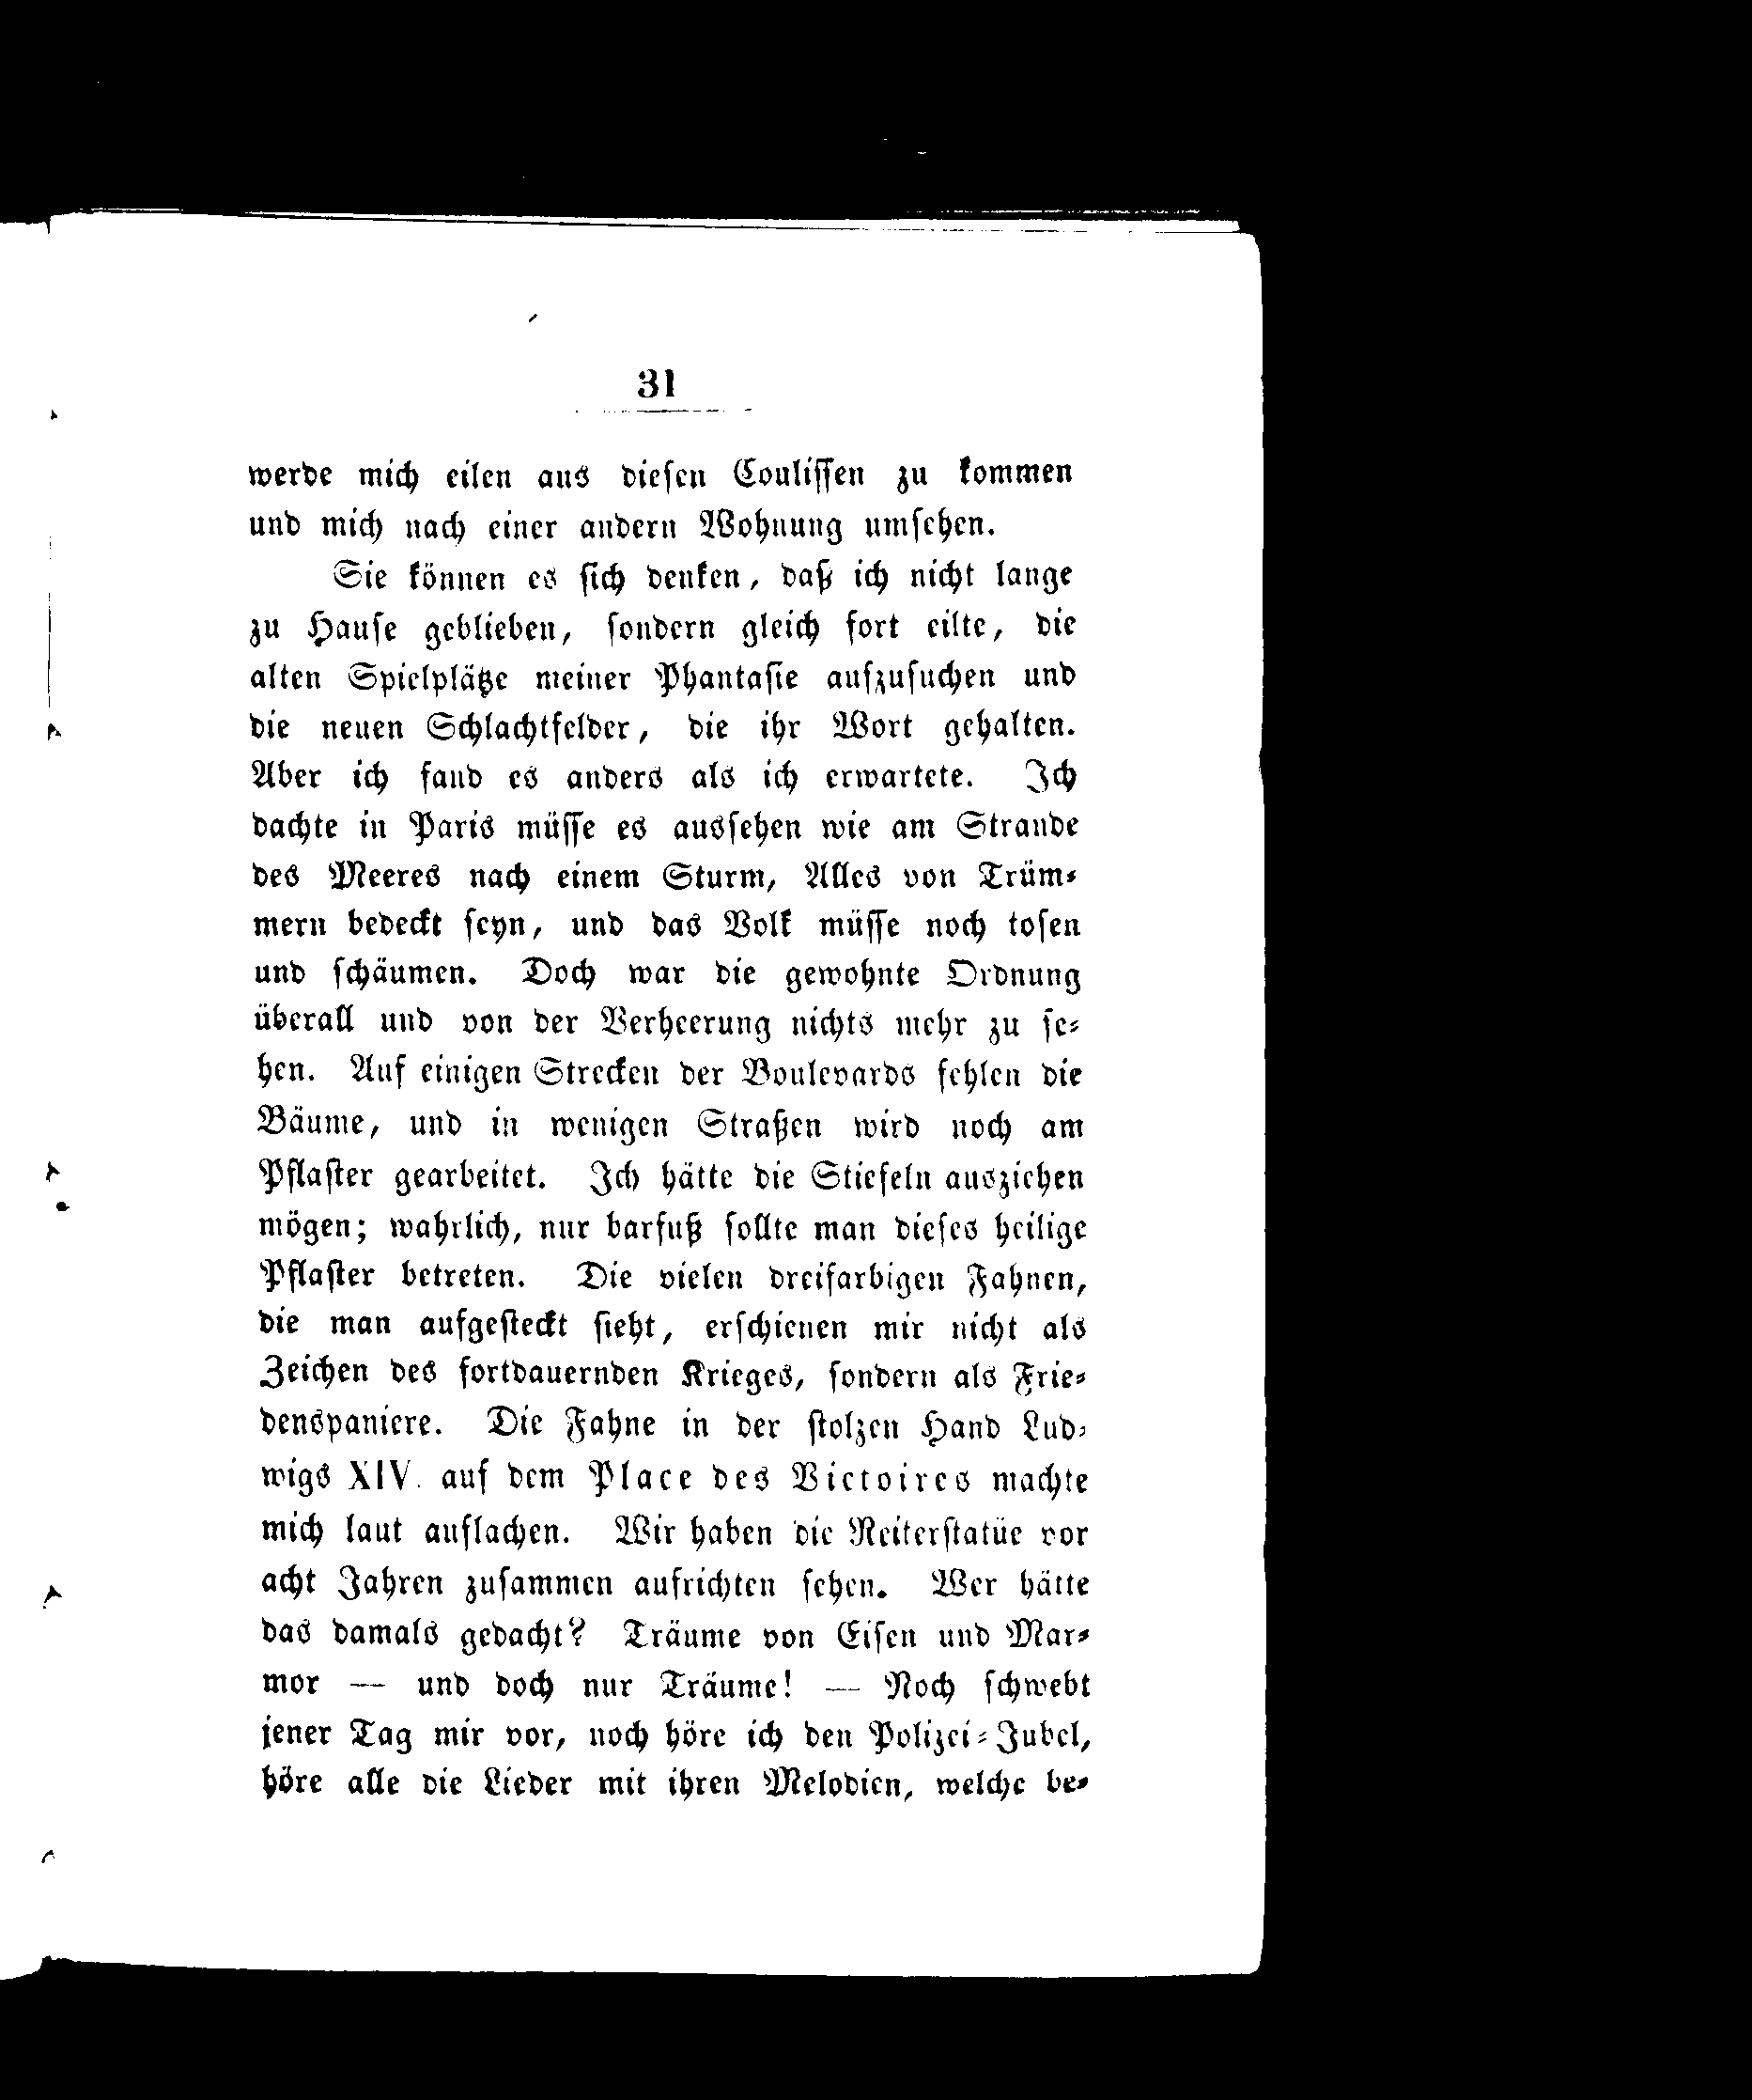 31
werde mich eilen aus dieſen Couliſſen zu kommen
und mich nach einer andern Wohnung umſehen.
Sie können es ſich denken, daß ich nicht lange
zu Hauſe geblieben, ſondern gleich fort eilte, die
alten Spielplätze meiner Phantaſie aufzuſuchen und
die neuen Schlachtfelder, die ihr Wort gehalten.
Aber ich fand es anders als ich erwartete. Ich
dachte in Paris müſſe es ausſehen wie am Strande
des Meeres nach einem Sturm, Alles von Trüm-
mern bedeckt ſeyn, und das Volk müſſe noch toſen
und ſchäumen. Doch war die gewohnte Ordnung
überall und von der Verheerung nichts mehr zu ſe-
hen. Auf einigen Strecken der Boulevards fehlen die
Bäume, und in wenigen Straßen wird noch am
Pflaſter gearbeitet. Ich hätte die Stiefeln ausziehen
mögen; wahrlich, nur barfuß ſollte man dieſes heilige
Pflaſter betreten. Die vielen dreifarbigen Fahnen,
die man aufgeſteckt ſieht, erſchienen mir nicht als
Zeichen des fortdauernden Krieges, ſondern als Frie-
denspaniere. Die Fahne in der ſtolzen Hand Lud-
wigs XIV. auf dem Place des Victoires machte
mich laut auflachen. Wir haben die Reiterſtatüe vor
acht Jahren zuſammen aufrichten ſehen. Wer hätte
das damals gedacht? Träume von Eiſen und Mar-
mor — und doch nur Träume! — Noch ſchwebt
jener Tag mir vor, noch höre ich den Polizei-Jubel,
höre alle die Lieder mit ihren Melodien, welche be-